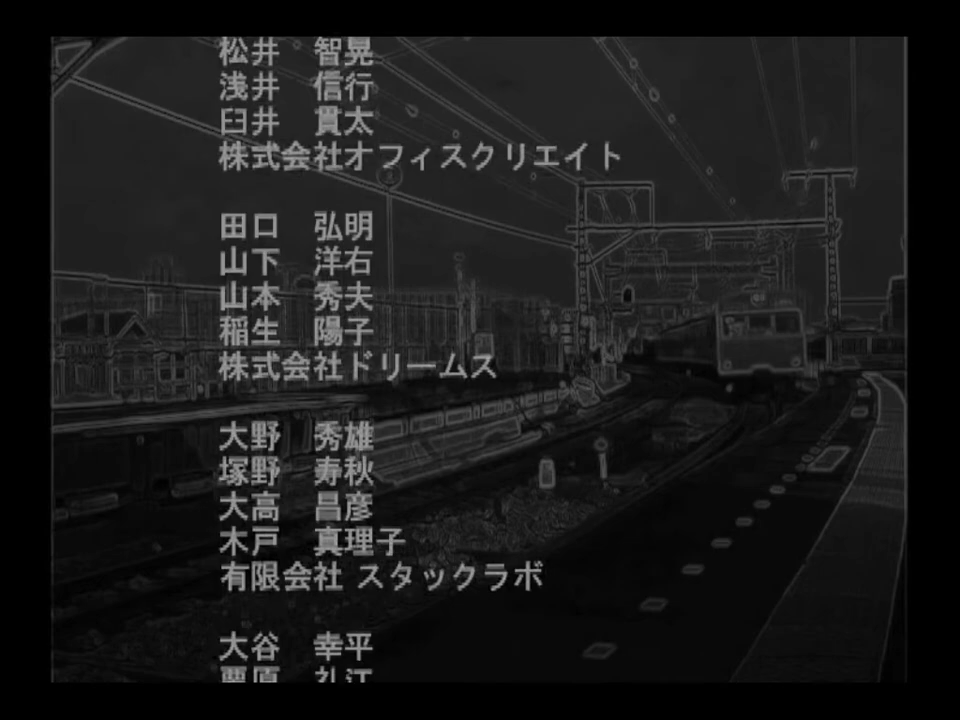 松井　智晃
浅井　信行
臼井　貫太
株式会社オフィスクリエイト
田口　弘明
山下　洋右
山本　秀夫
稲生　陽子
株式会社ドリームス
大野　秀雄
塚野　寿秋
大高　昌彦
木戸　真理子
有限会社 スタックラボ
大谷　幸平